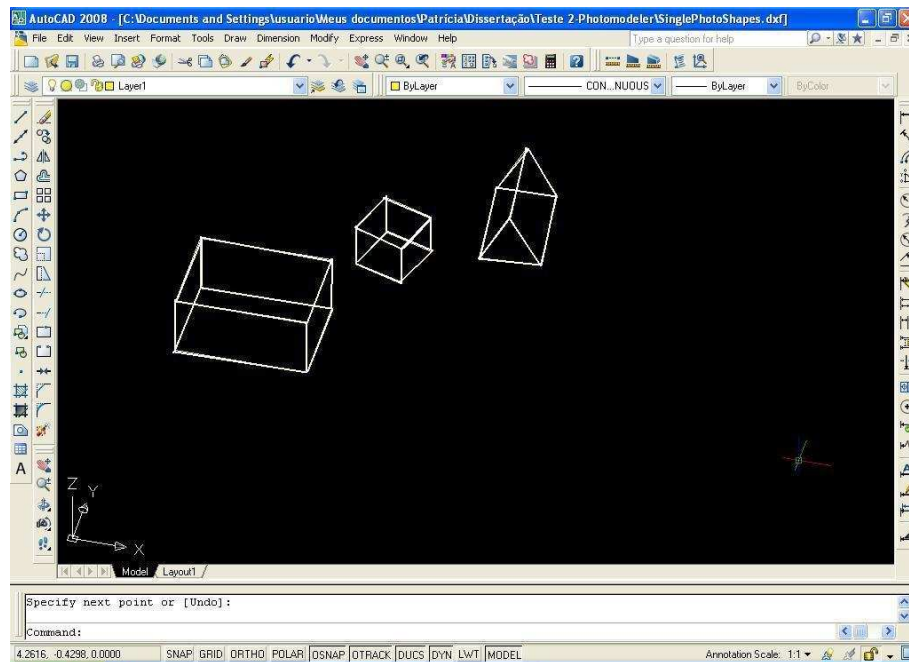 AutoCAD 2008 - [C:\Documents and Settings\usuario\Meus documentos\Patrícia\Dissertação\Teste 2-Photomodeler\SinglePhotoShapes.dxf]
File Edit View Insert Format Tools Draw Dimension Modify Express Window Help Type a question for help
Layer1 ByLayer CON...NUOUS ByLayer ByColor
A
Z
Y
X
Model Layout1
Specify next point or [Undo]:
Command:
4.2616, -0.4298, 0.0000 SNAP GRID ORTHO POLAR OSNAP OTRACK DUCS DYN LWT MODEL Annotation Scale: 1:1